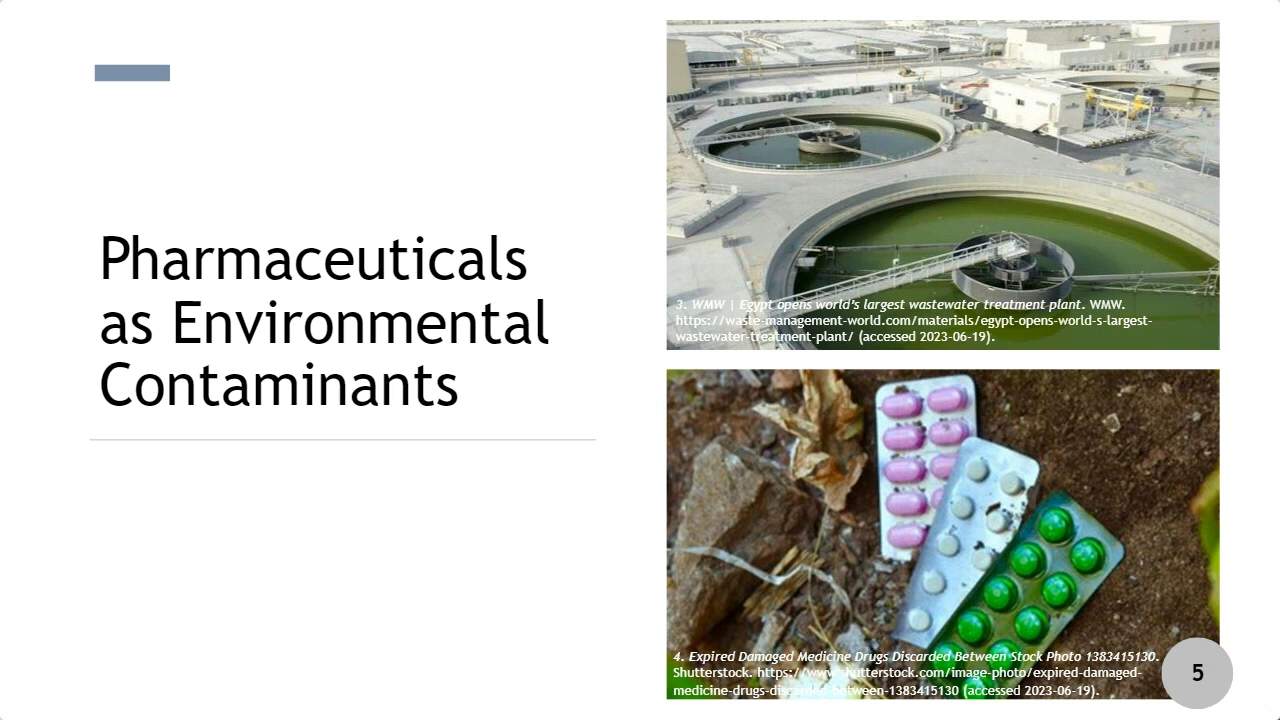 Pharmaceuticals
as Environmental
Contaminants
3. WMW | Egypt opens world's largest wastewater treatment plant. WMW.
https://waste-management-world.com/materials/egypt-opens-world-s-largest-
wastewater-treatment-plant/ (accessed 2023-06-19).
4. Expired Damaged Medicine Drugs Discarded Between Stock Photo 1383415130.
Shutterstock. https://www.shutterstock.com/image-photo/expired-damaged-
medicine-drugs-discarded-between-1383415130 (accessed 2023-06-19).
5